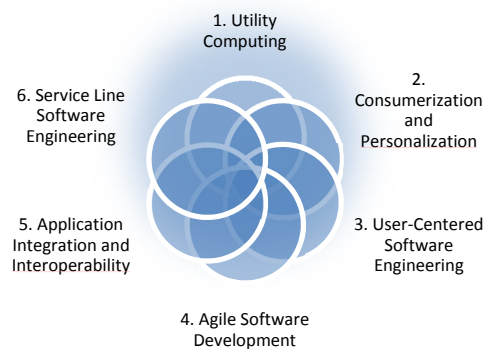 1. Utility
Computing
2.
Consumerization
and
Personalization
3. User-Centered
Software
Engineering
4. Agile Software
Development
5. Application
Integration and
Interoperability
6. Service Line
Software
Engineering